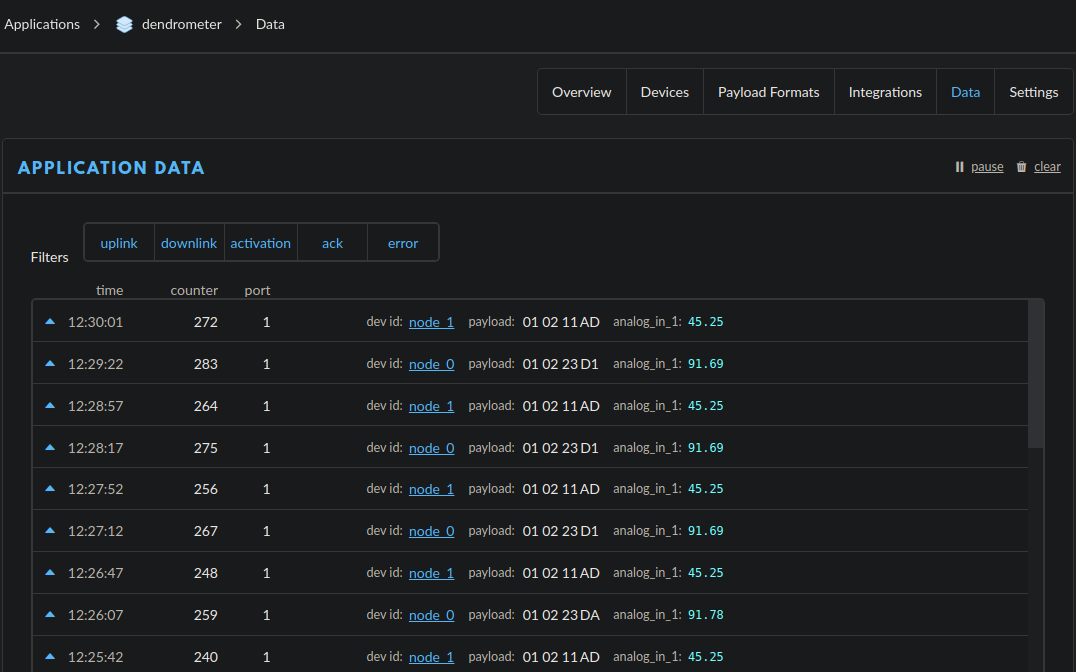 Applications > dendrometer > Data
Overview Devices Payload Formats Integrations Data Settings
APPLICATION DATA pause clear
Filters uplink downlink activation ack error
time counter port
12:30:01 272 1 dev id: node_1 payload: 01 02 11 AD analog_in_1: 45.25
12:29:22 283 1 dev id: node_0 payload: 01 02 23 D1 analog_in_1: 91.69
12:28:57 264 1 dev id: node_1 payload: 01 02 11 AD analog_in_1: 45.25
12:28:17 275 1 dev id: node_0 payload: 01 02 23 D1 analog_in_1: 91.69
12:27:52 256 1 dev id: node_1 payload: 01 02 11 AD analog_in_1: 45.25
12:27:12 267 1 dev id: node_0 payload: 01 02 23 D1 analog_in_1: 91.69
12:26:47 248 1 dev id: node_1 payload: 01 02 11 AD analog_in_1: 45.25
12:26:07 259 1 dev id: node_0 payload: 01 02 23 DA analog_in_1: 91.78
12:25:42 240 1 dev id: node_1 payload: 01 02 11 AD analog_in_1: 45.25